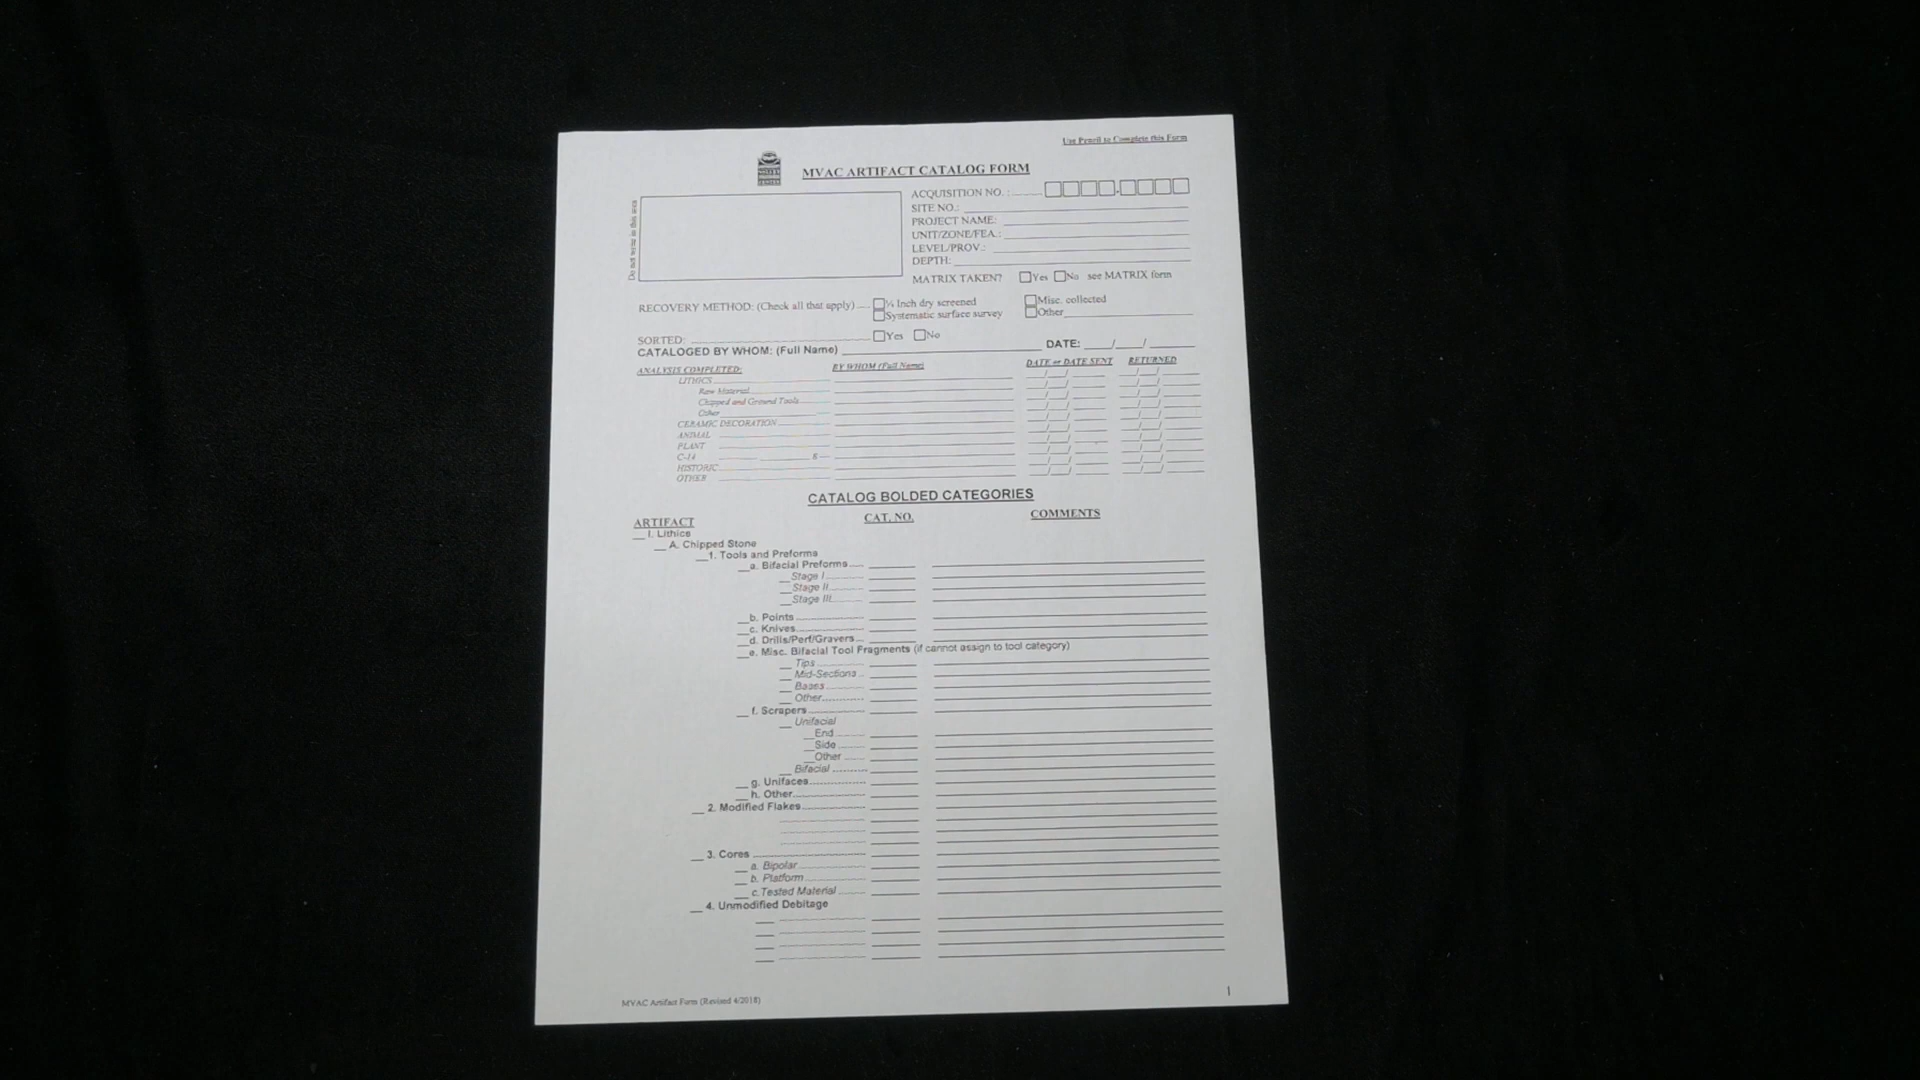 Use Pencil to Complete this Form
MVAC ARTIFACT CATALOG FORM
Do not write in this area
ACQUISITION NO. :
SITE NO.:
PROJECT NAME:
UNIT/ZONE/FEA.:
LEVEL/PROV.:
DEPTH:
MATRIX TAKEN? Yes No see MATRIX form
RECOVERY METHOD: (Check all that apply) ¼ Inch dry screened Misc. collected
Systematic surface survey Other
SORTED: Yes No
CATALOGED BY WHOM: (Full Name) DATE: / /
ANALYSIS COMPLETED: BY WHOM (Full Name) DATE or DATE SENT RETURNED
LITHICS / / / /
Raw Material / / / /
Chipped and Ground Tools / / / /
Other / / / /
CERAMIC DECORATION / / / /
ANIMAL / / / /
PLANT / / / /
C-14 / / / /
HISTORIC / / / /
OTHER / / / /
CATALOG BOLDED CATEGORIES
ARTIFACT CAT. NO. COMMENTS
I. Lithics
A. Chipped Stone
1. Tools and Preforms
a. Bifacial Preforms
Stage I
Stage II
Stage III
b. Points
c. Knives
d. Drills/Perf/Gravers
e. Misc. Bifacial Tool Fragments (if cannot assign to tool category)
Tips
Mid-Sections
Bases
Other
f. Scrapers
Unifacial
End
Side
Other
Bifacial
g. Unifaces
h. Other
2. Modified Flakes
3. Cores
a. Bipolar
b. Platform
c. Tested Material
4. Unmodified Debitage
MVAC Artifact Form (Revised 4/2018) 1